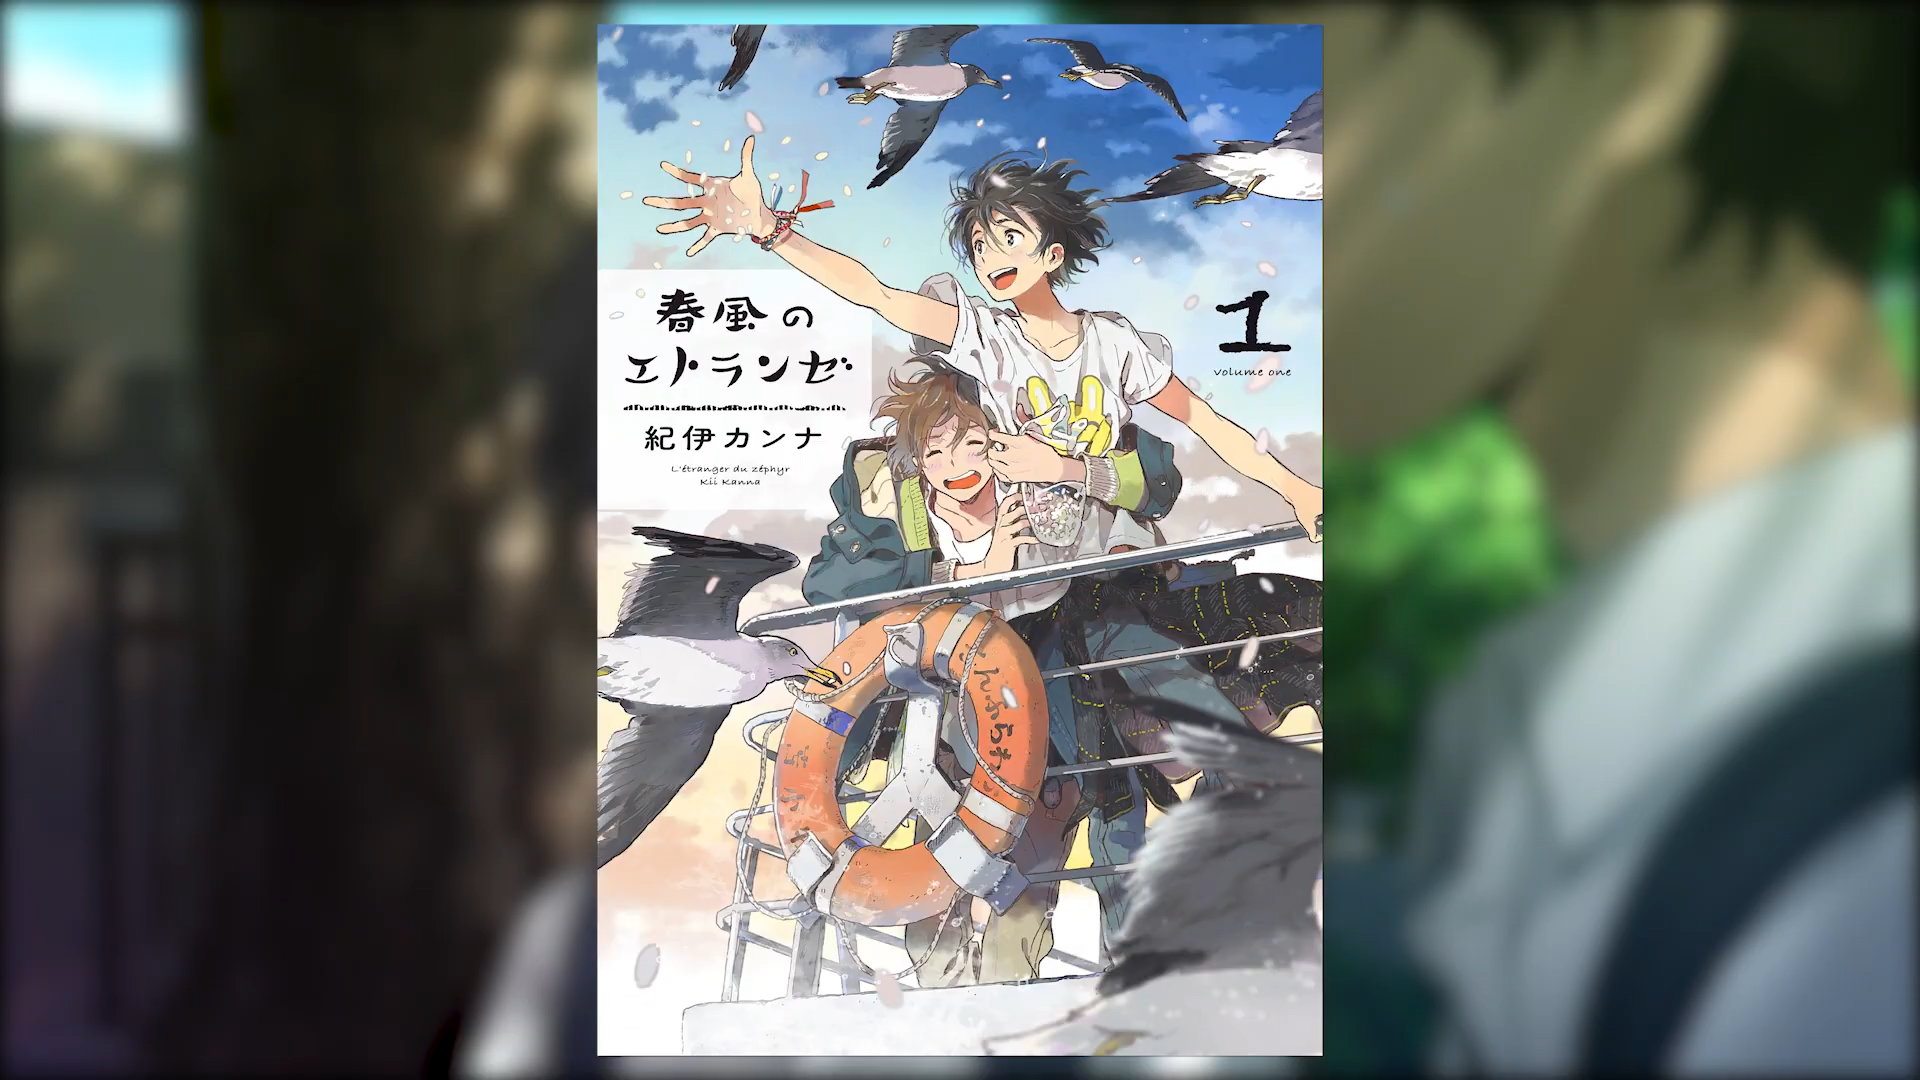 春風の
エトランゼ
紀伊カンナ
L'étranger du zéphyr
Kii Kanna
1
volume one